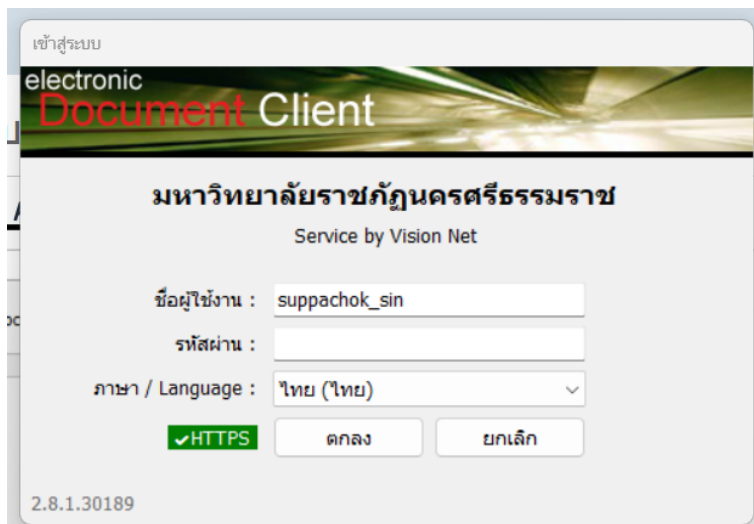 เข้าสู่ระบบ
electronic
Document Client
มหาวิทยาลัยราชภัฏนครศรีธรรมราช
Service by Vision Net
ชื่อผู้ใช้งาน : suppachok_sin
รหัสผ่าน :
ภาษา / Language : ไทย (ไทย)
✓HTTPS ตกลง ยกเลิก
2.8.1.30189